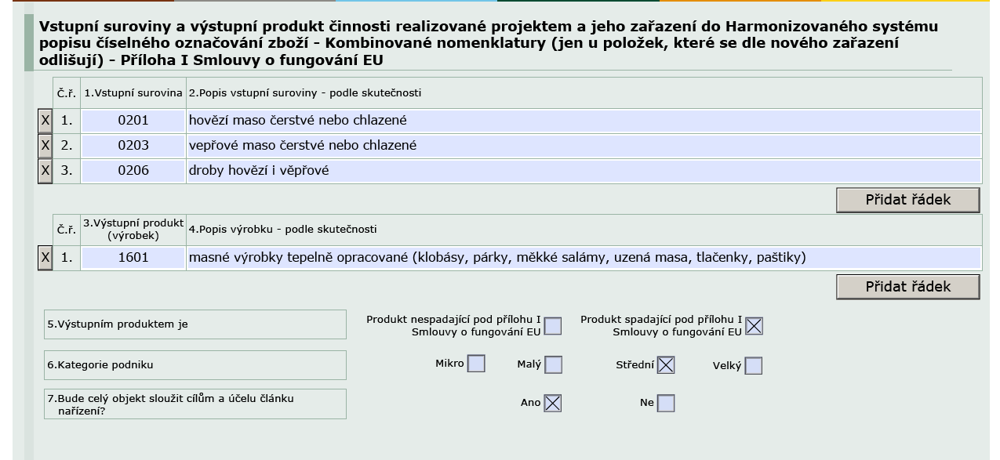 Vstupní suroviny a výstupní produkt činnosti realizované projektem a jeho zařazení do Harmonizovaného systému
popisu číselného označování zboží - Kombinované nomenklatury (jen u položek, které se dle nového zařazení
odlišují) - Příloha I Smlouvy o fungování EU
Č.ř. 1.Vstupní surovina 2.Popis vstupní suroviny - podle skutečnosti
X 1. 0201 hovězí maso čerstvé nebo chlazené
X 2. 0203 vepřové maso čerstvé nebo chlazené
X 3. 0206 droby hovězí i věpřové
Přidat řádek
Č.ř. 3.Výstupní produkt (výrobek) 4.Popis výrobku - podle skutečnosti
X 1. 1601 masné výrobky tepelně opracované (klobásy, párky, měkké salámy, uzená masa, tlačenky, paštiky)
Přidat řádek
5.Výstupním produktem je
Produkt nespadající pod přílohu I
Smlouvy o fungování EU
Produkt spadající pod přílohu I
Smlouvy o fungování EU
6.Kategorie podniku
Mikro Malý Střední Velký
7.Bude celý objekt sloužit cílům a účelu článku
nařízení?
Ano Ne